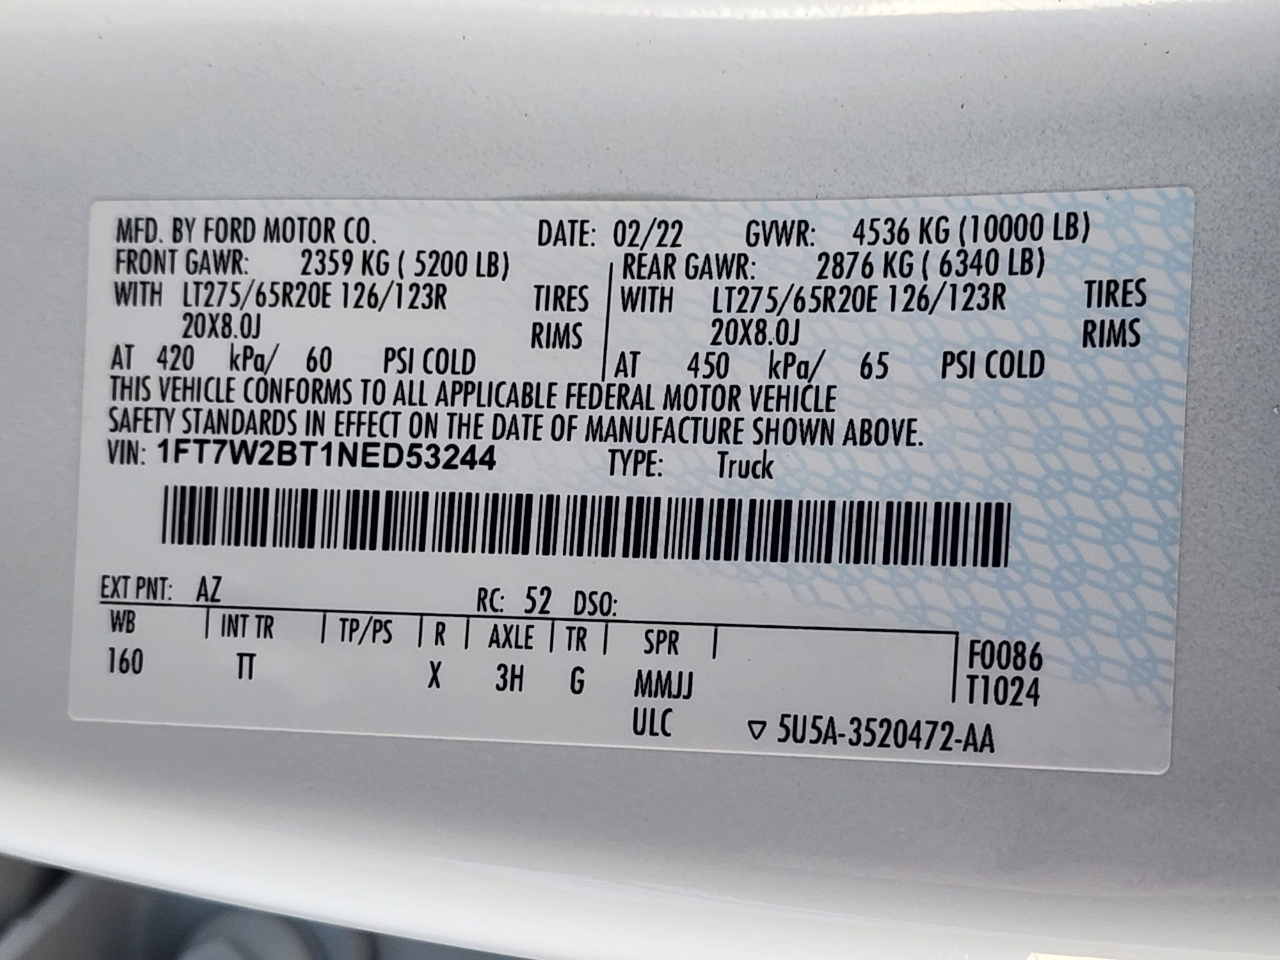 MFD. BY FORD MOTOR CO. DATE: 02/22 GVWR: 4536 KG (10000 LB)
FRONT GAWR: 2359 KG ( 5200 LB) REAR GAWR: 2876 KG ( 6340 LB)
WITH LT275/65R20E 126/123R TIRES WITH LT275/65R20E 126/123R TIRES
20X8.0J RIMS 20X8.0J RIMS
AT 420 kPa/ 60 PSI COLD AT 450 kPa/ 65 PSI COLD
THIS VEHICLE CONFORMS TO ALL APPLICABLE FEDERAL MOTOR VEHICLE
SAFETY STANDARDS IN EFFECT ON THE DATE OF MANUFACTURE SHOWN ABOVE.
VIN: 1FT7W2BT1NED53244 TYPE: Truck
EXT PNT: AZ RC: 52 DSO:
WB INT TR TP/PS R AXLE TR SPR F0086
160 TT X 3H G MMJJ T1024
ULC ▽ 5U5A-3520472-AA